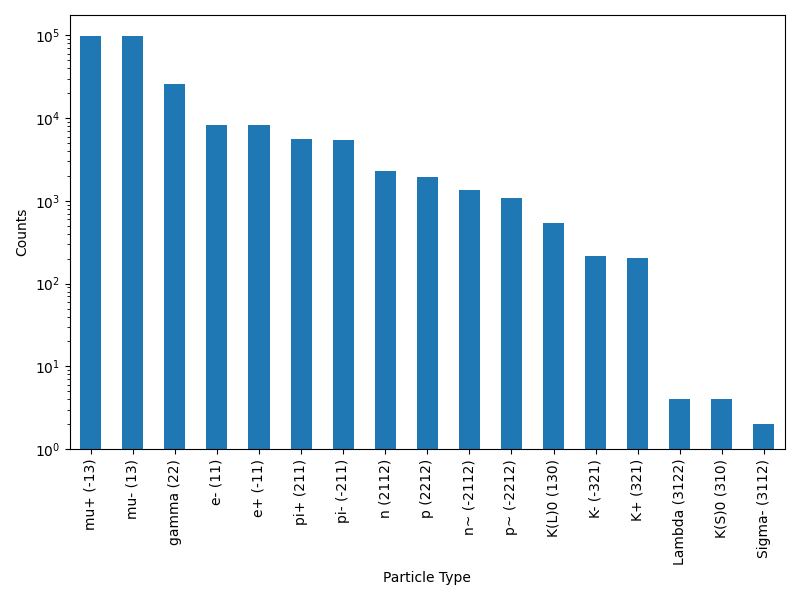 10^5
10^4
10^3
10^2
10^1
10^0
Counts
mu+ (-13)
mu- (13)
gamma (22)
e- (11)
e+ (-11)
pi+ (211)
pi- (-211)
n (2112)
p (2212)
n~ (-2112)
p~ (-2212)
K(L)0 (130)
K- (-321)
K+ (321)
Lambda (3122)
K(S)0 (310)
Sigma- (3112)
Particle Type